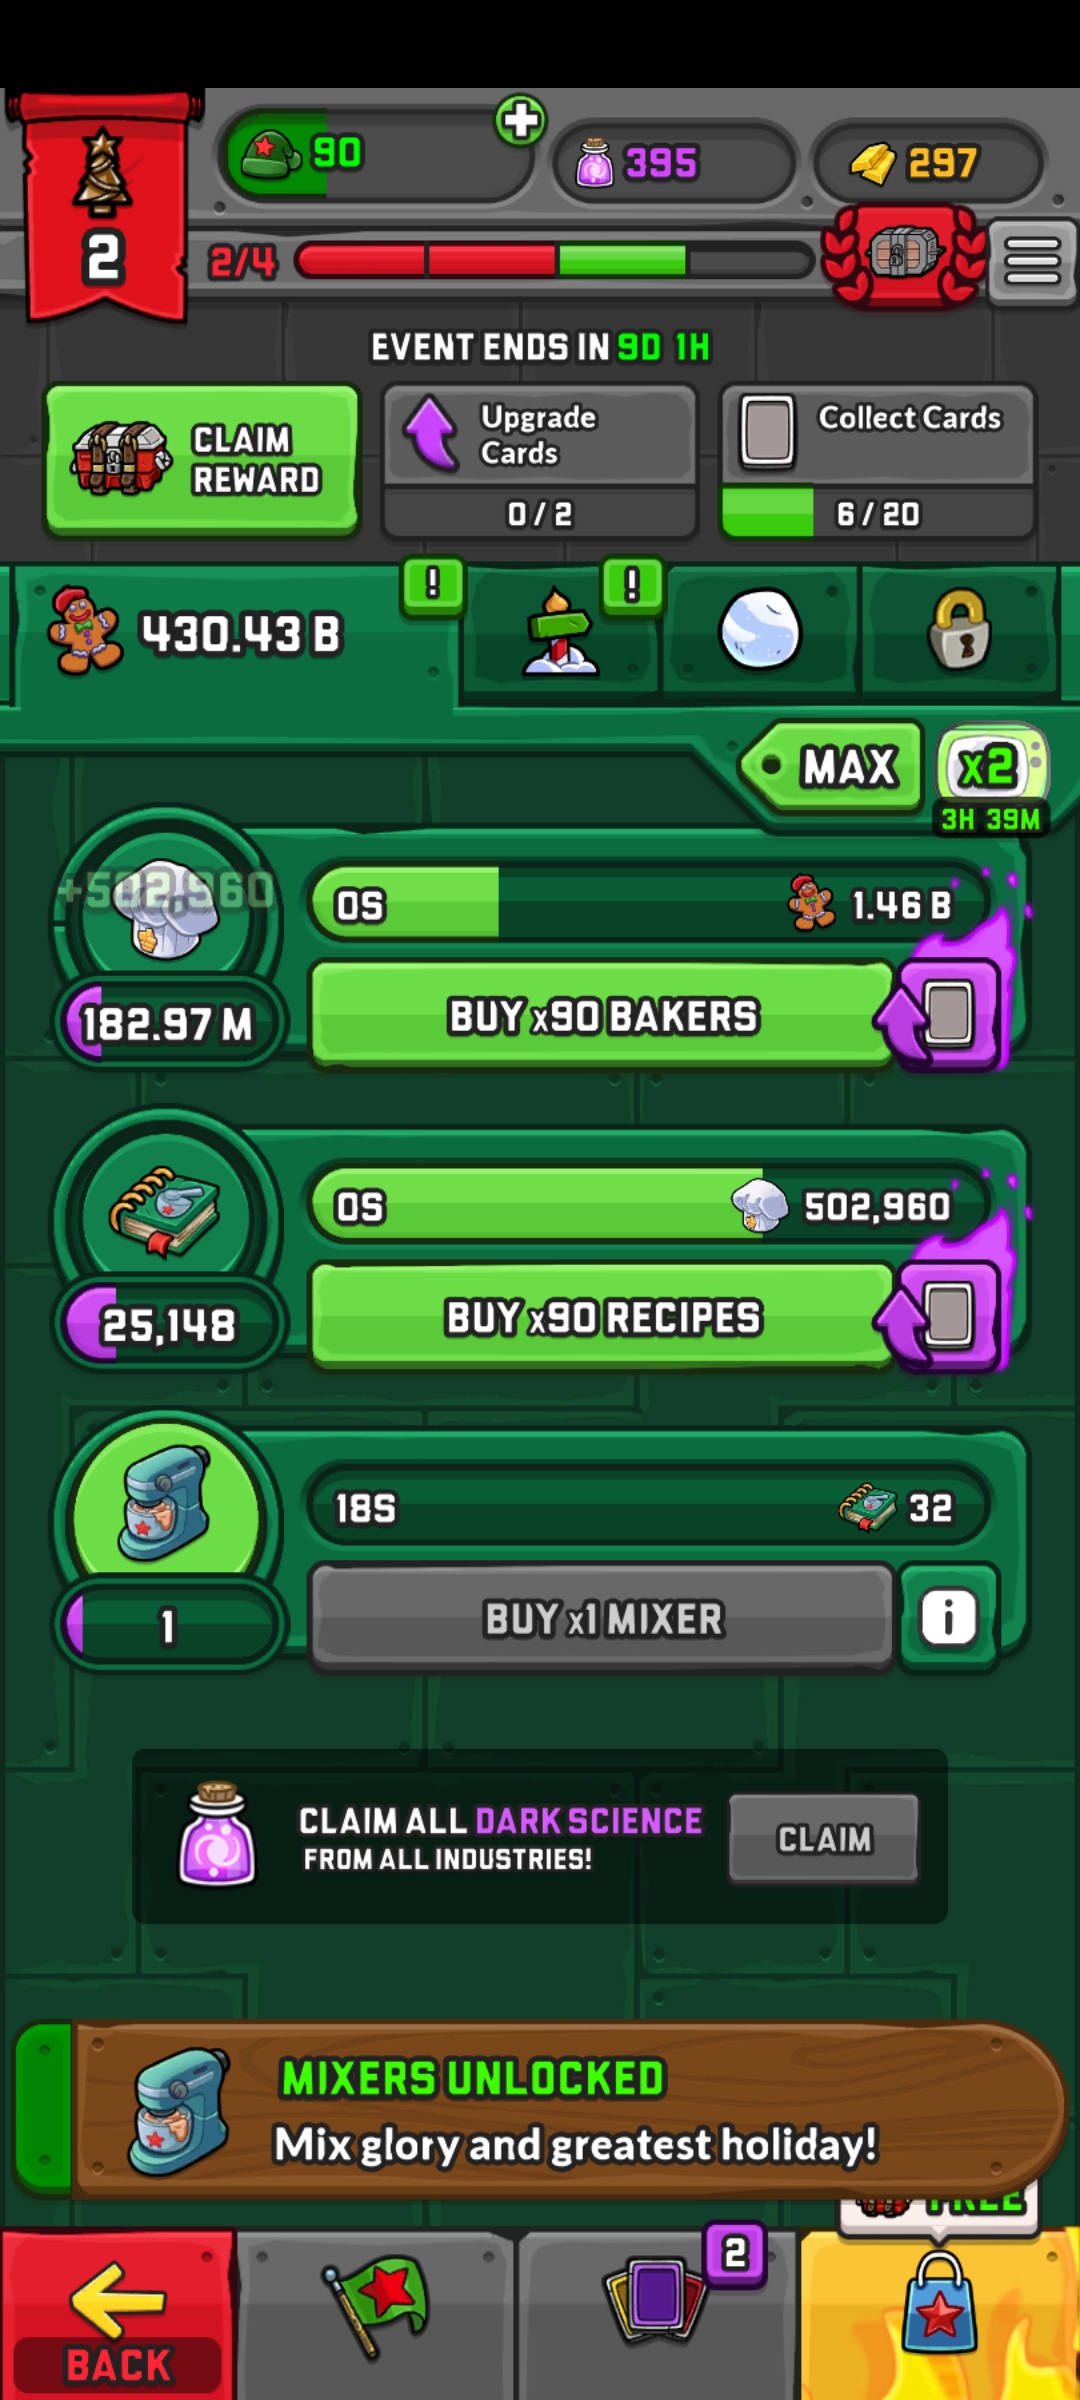 90
395
297
2
2/4
EVENT ENDS IN 9D 1H
CLAIM
REWARD
Upgrade
Cards
0/2
Collect Cards
6/20
!
!
430.43 B
MAX
x2
3H 39M
+502,960
0S
1.46 B
182.97 M
BUY x90 BAKERS
0S
502,960
25,148
BUY x90 RECIPES
18S
32
1
BUY x1 MIXER
i
CLAIM ALL DARK SCIENCE
FROM ALL INDUSTRIES!
CLAIM
MIXERS UNLOCKED
Mix glory and greatest holiday!
FREE
2
BACK